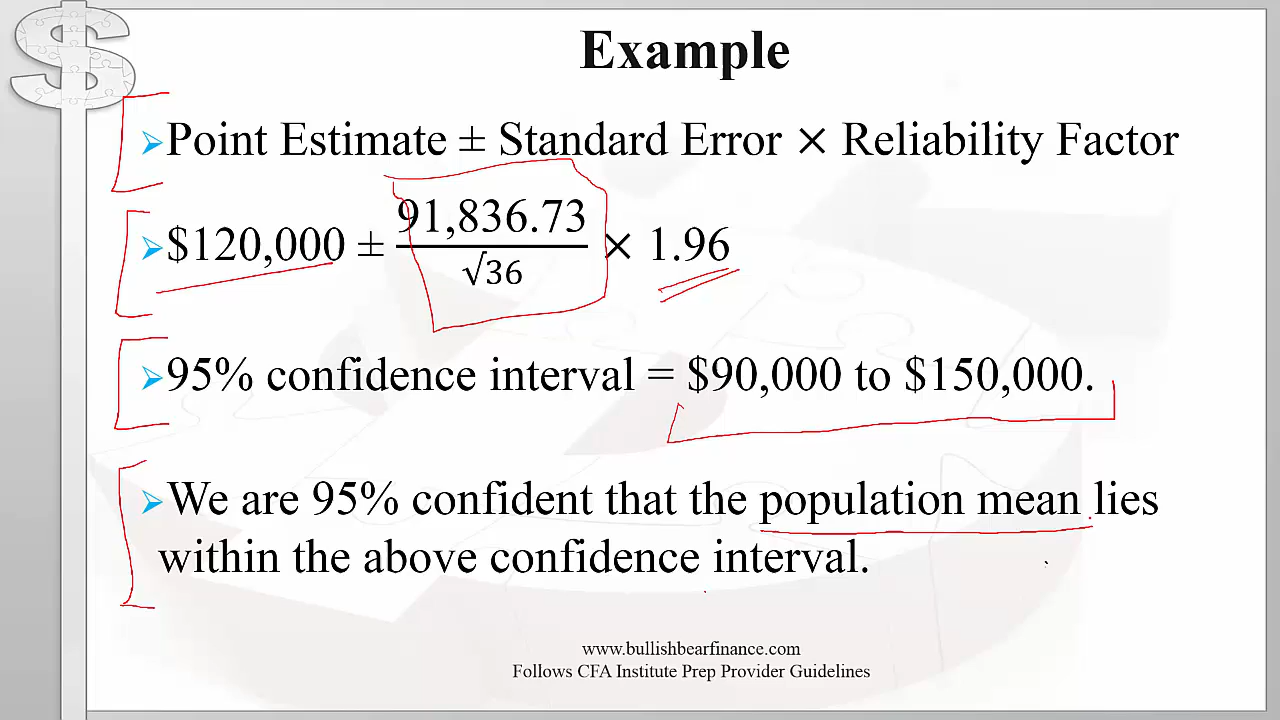 Example
➢Point Estimate ± Standard Error × Reliability Factor
➢$120,000 ± 91,836.73/√36 × 1.96
➢95% confidence interval = $90,000 to $150,000.
➢We are 95% confident that the population mean lies
within the above confidence interval.
www.bullishbearfinance.com
Follows CFA Institute Prep Provider Guidelines